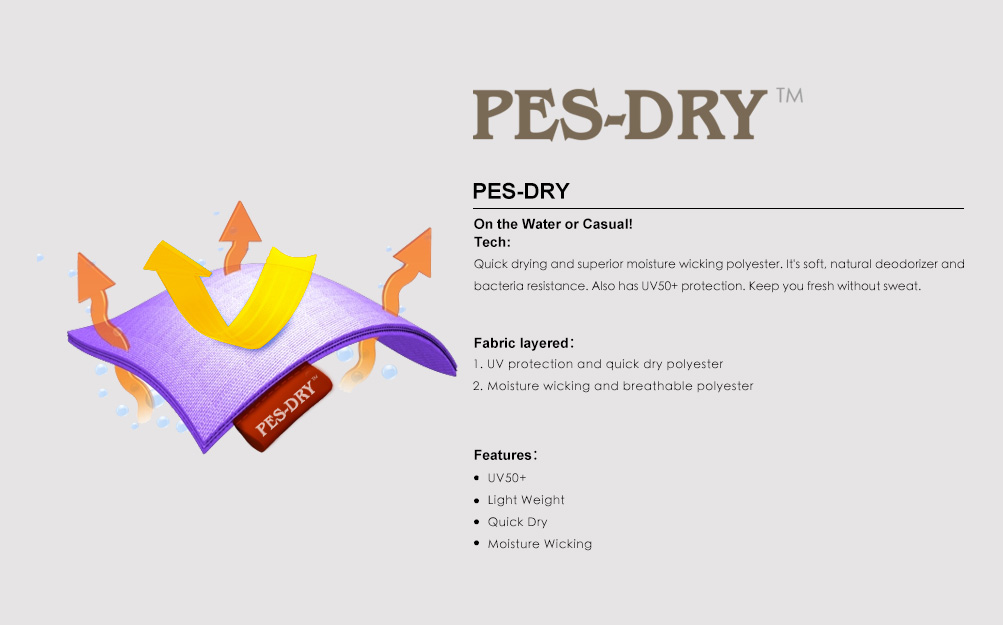 PES-DRY TM
PES-DRY
On the Water or Casual!
Tech:
Quick drying and superior moisture wicking polyester. It's soft, natural deodorizer and
bacteria resistance. Also has UV50+ protection. Keep you fresh without sweat.
Fabric layered:
1. UV protection and quick dry polyester
2. Moisture wicking and breathable polyester
Features:
• UV50+
• Light Weight
• Quick Dry
• Moisture Wicking
PES-DRY™